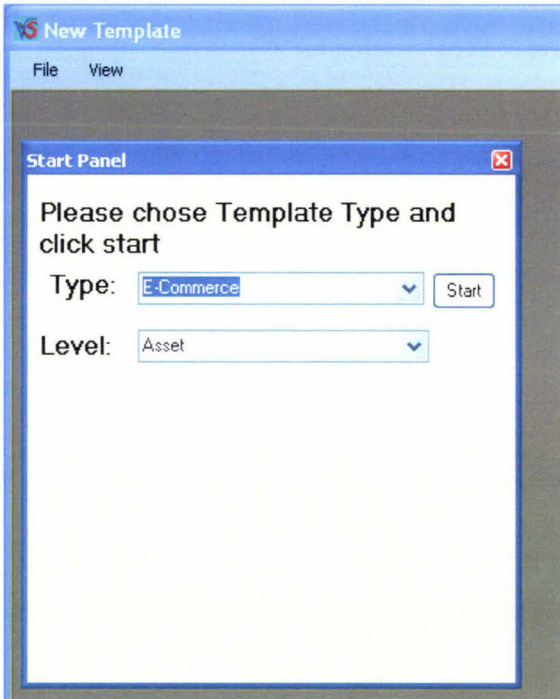 New Template
File View
Start Panel
Please chose Template Type and
click start
Type: E-Commerce Start
Level: Asset